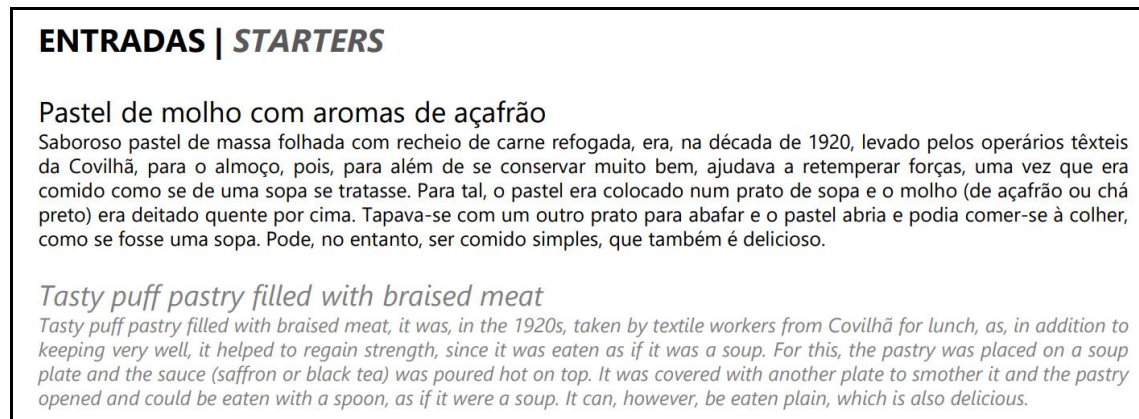 ENTRADAS | STARTERS
Pastel de molho com aromas de açafrão
Saboroso pastel de massa folhada com recheio de carne refogada, era, na década de 1920, levado pelos operários têxteis
da Covilhã, para o almoço, pois, para além de se conservar muito bem, ajudava a retemperar forças, uma vez que era
comido como se de uma sopa se tratasse. Para tal, o pastel era colocado num prato de sopa e o molho (de açafrão ou chá
preto) era deitado quente por cima. Tapava-se com um outro prato para abafar e o pastel abria e podia comer-se à colher,
como se fosse uma sopa. Pode, no entanto, ser comido simples, que também é delicioso.
Tasty puff pastry filled with braised meat
Tasty puff pastry filled with braised meat, it was, in the 1920s, taken by textile workers from Covilhã for lunch, as, in addition to
keeping very well, it helped to regain strength, since it was eaten as if it was a soup. For this, the pastry was placed on a soup
plate and the sauce (saffron or black tea) was poured hot on top. It was covered with another plate to smother it and the pastry
opened and could be eaten with a spoon, as if it were a soup. It can, however, be eaten plain, which is also delicious.